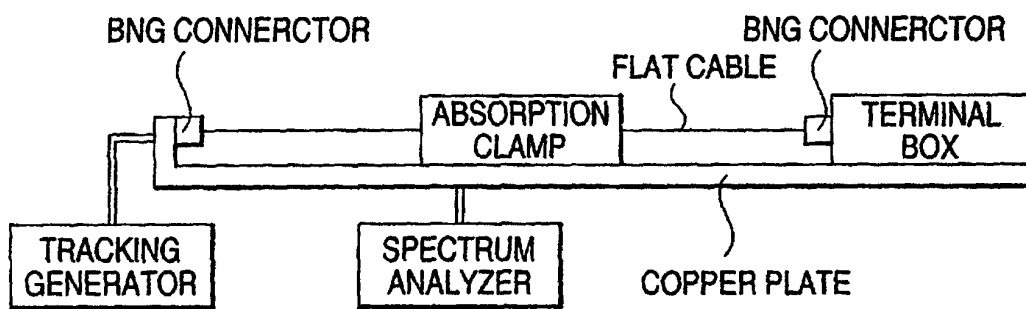 BNG CONNERCTOR
BNG CONNERCTOR
FLAT CABLE
ABSORPTION
CLAMP
TERMINAL
BOX
TRACKING
GENERATOR
SPECTRUM
ANALYZER
COPPER PLATE